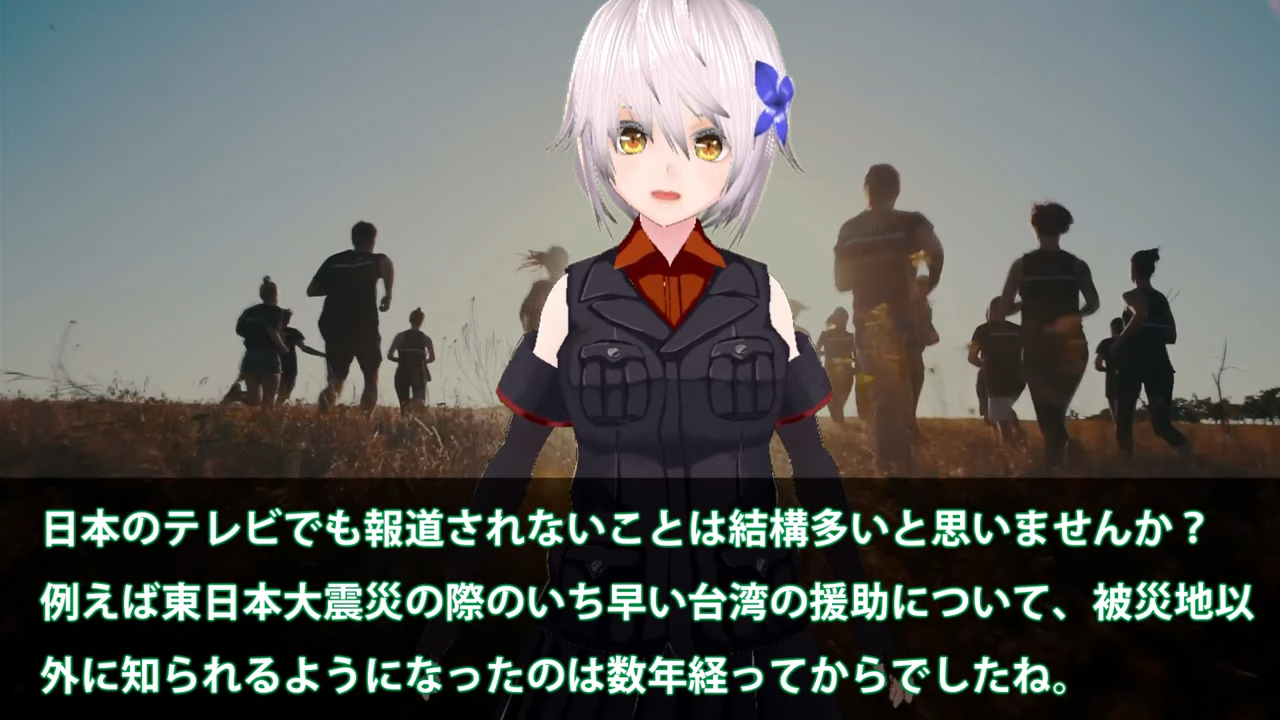 日本のテレビでも報道されないことは結構多いと思いませんか？
例えば東日本大震災の際のいち早い台湾の援助について、被災地以
外に知られるようになったのは数年経ってからでしたね。